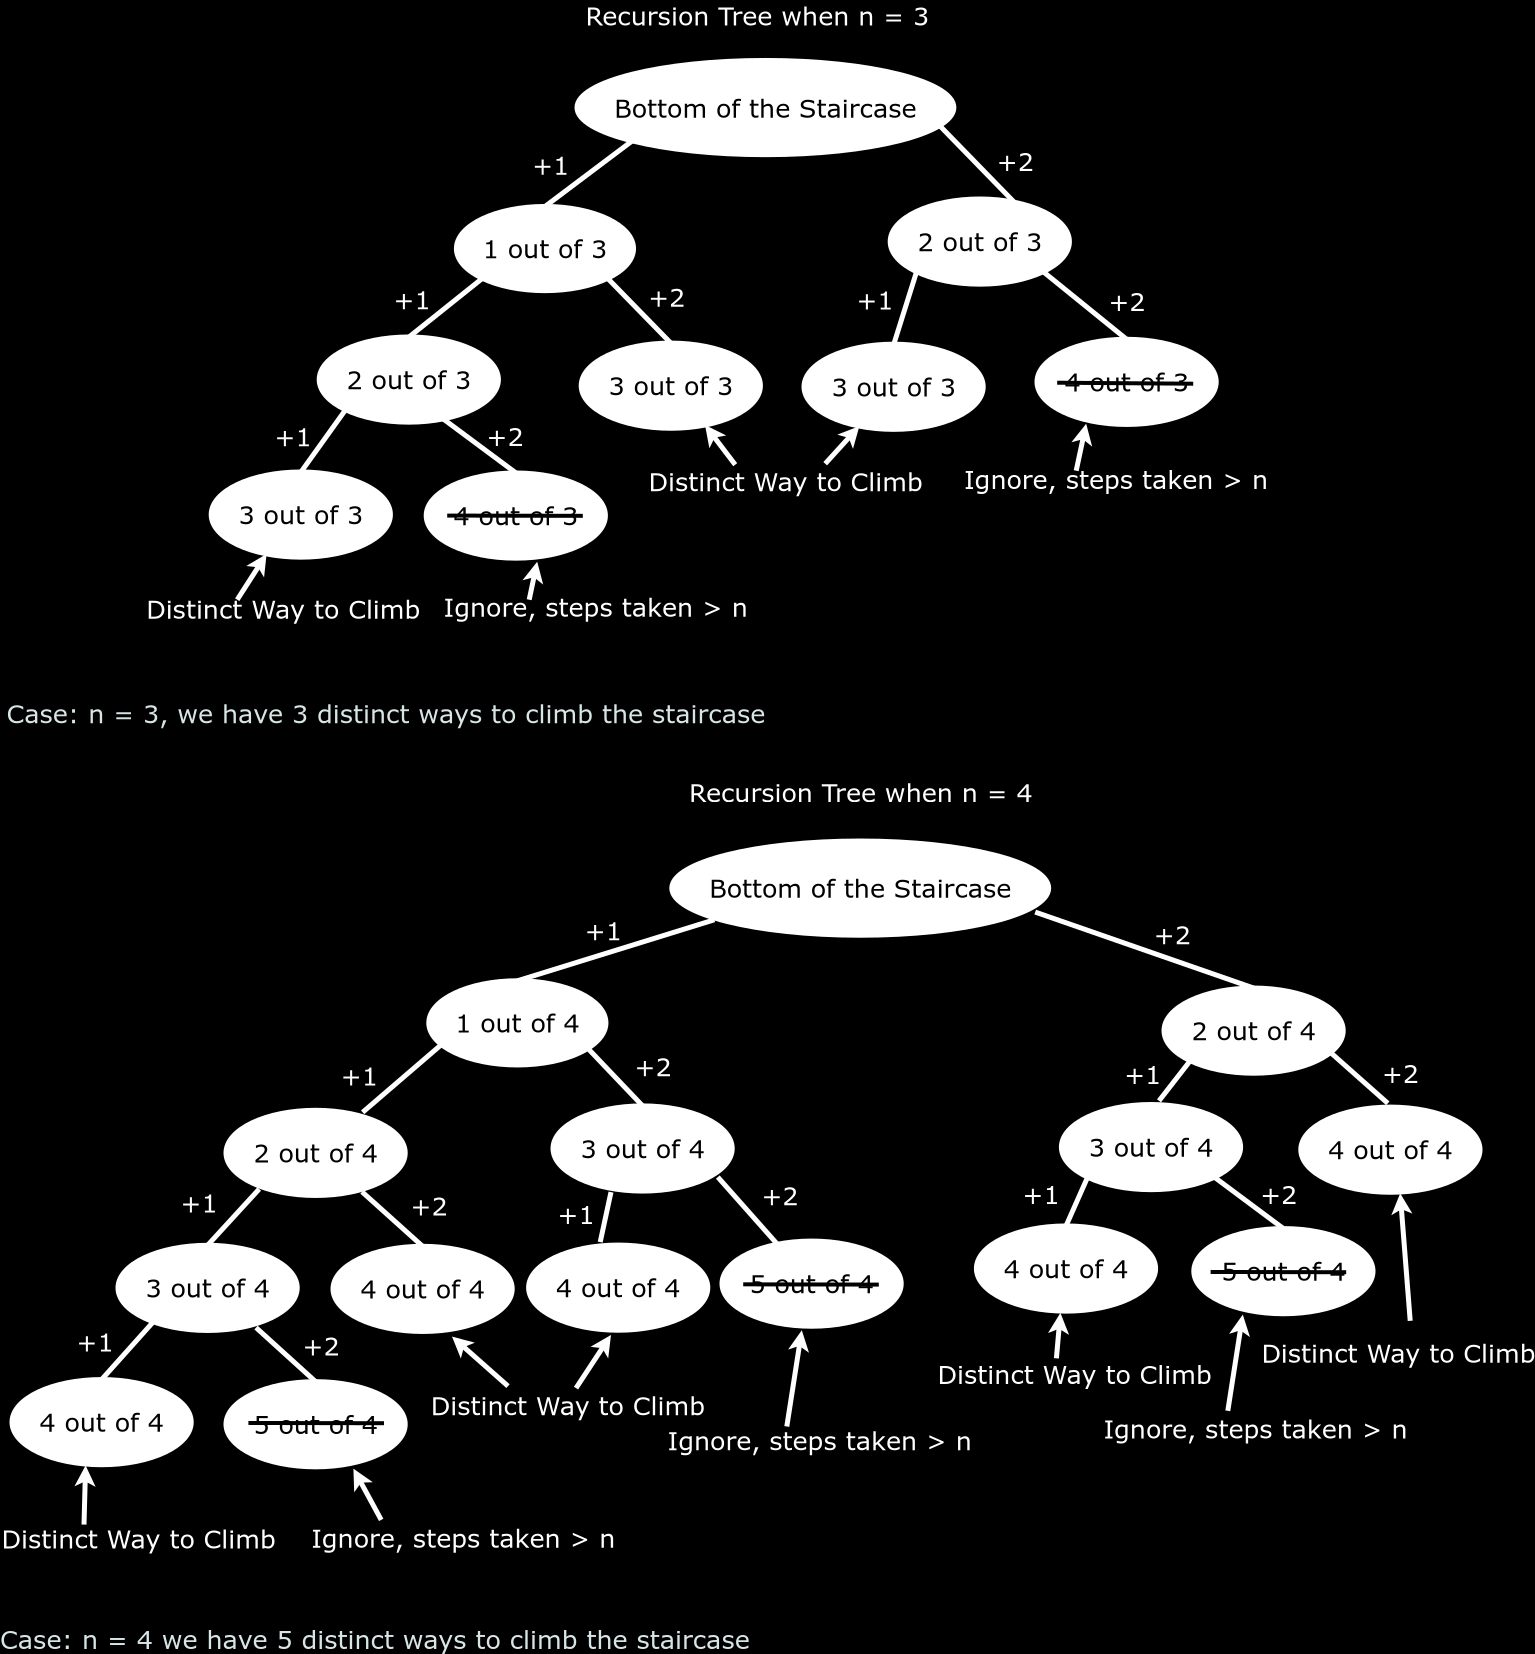 Recursion Tree when n = 3
Bottom of the Staircase
+1
+2
1 out of 3
2 out of 3
+1
+2
+1
+2
2 out of 3
3 out of 3
3 out of 3
4 out of 3
+1
+2
Distinct Way to Climb
Ignore, steps taken > n
3 out of 3
4 out of 3
Distinct Way to Climb
Ignore, steps taken > n
Case: n = 3, we have 3 distinct ways to climb the staircase
Recursion Tree when n = 4
Bottom of the Staircase
+1
+2
1 out of 4
2 out of 4
+1
+2
+1
+2
2 out of 4
3 out of 4
3 out of 4
4 out of 4
+1
+2
+1
+2
+1
+2
3 out of 4
4 out of 4
4 out of 4
5 out of 4
4 out of 4
5 out of 4
+1
+2
Distinct Way to Climb
Distinct Way to Climb
Distinct Way to Climb
Ignore, steps taken > n
Ignore, steps taken > n
4 out of 4
5 out of 4
Distinct Way to Climb
Ignore, steps taken > n
Case: n = 4 we have 5 distinct ways to climb the staircase